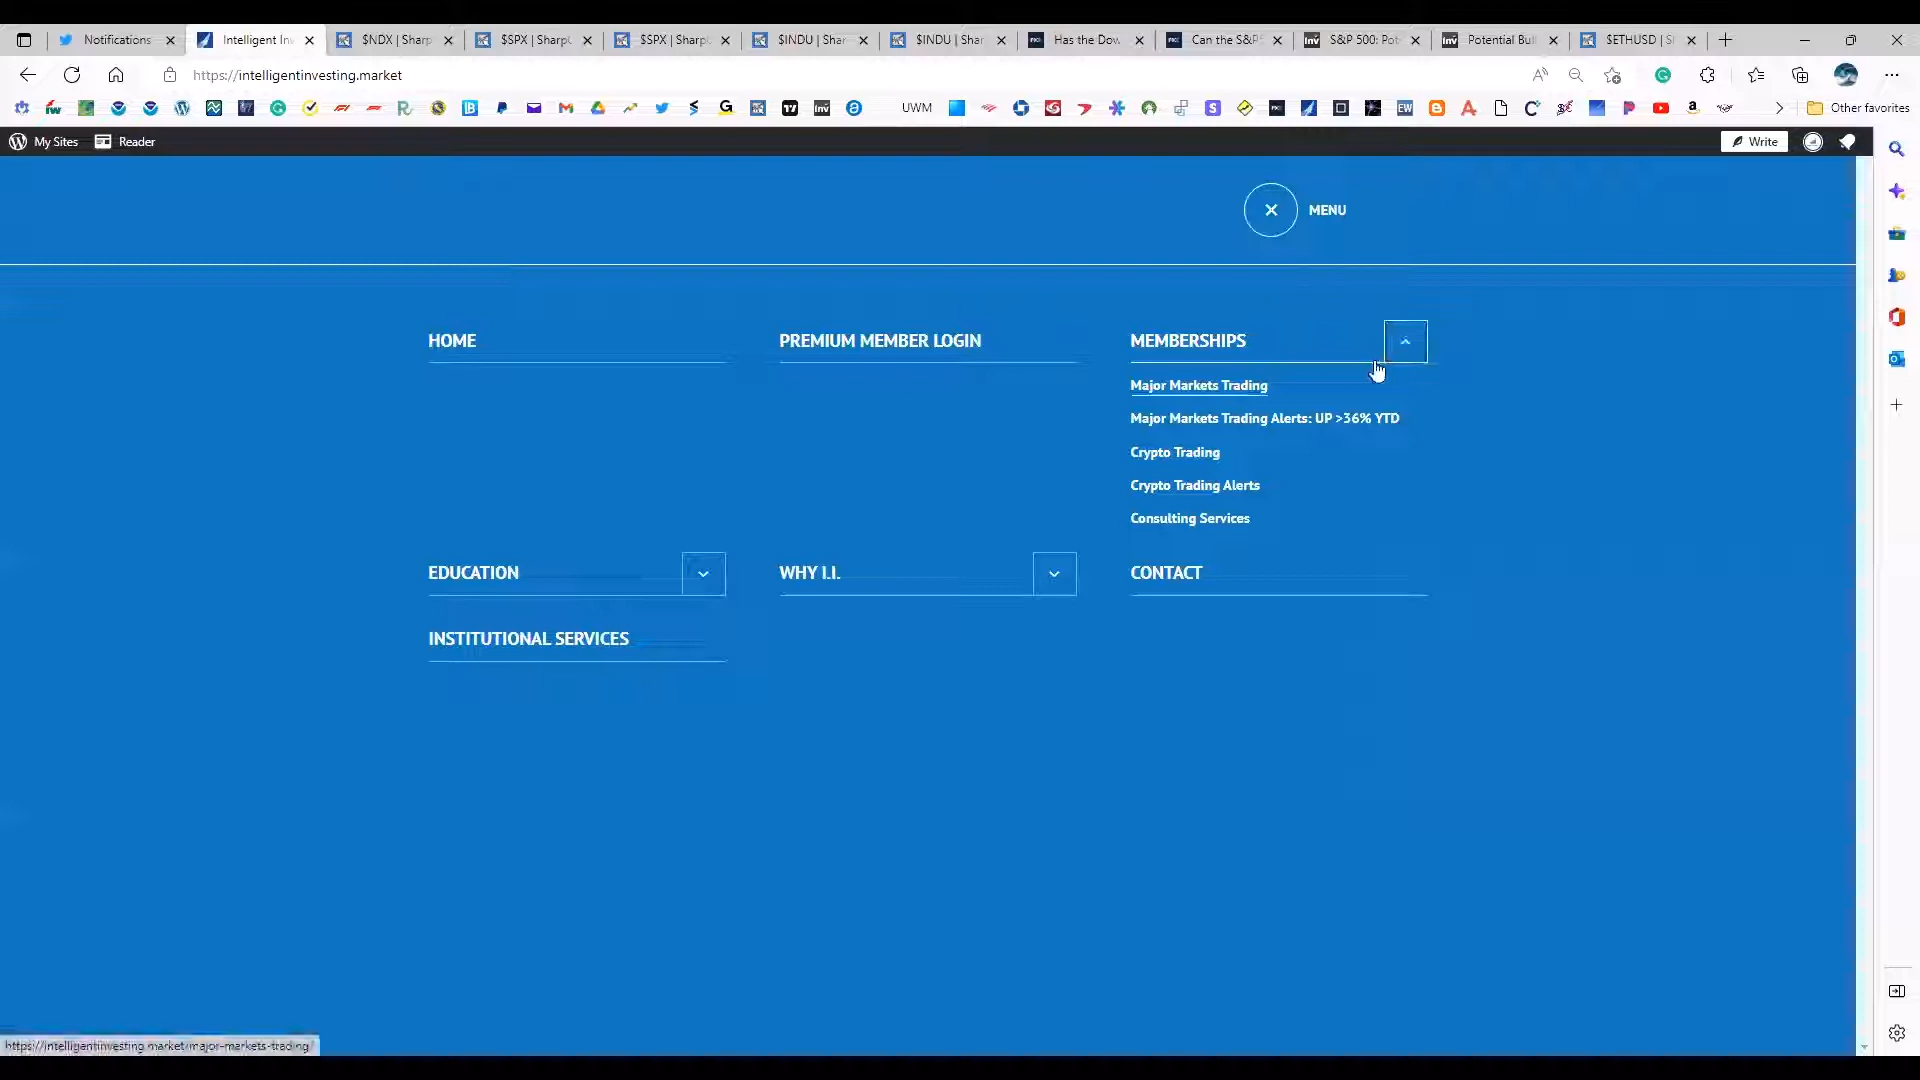 Notifications
Intelligent In
$NDX | Sharp
$SPX | Sharp
$SPX | Sharp
$INDU | Shar
$INDU | Shar
Has the Dow
Can the S&P5
S&P 500: Pot
Potential Bul
$ETHUSD | S
https://intelligentinvesting.market
UWM
Other favorites
My Sites
Reader
Write
MENU
HOME
PREMIUM MEMBER LOGIN
MEMBERSHIPS
Major Markets Trading
Major Markets Trading Alerts: UP >36% YTD
Crypto Trading
Crypto Trading Alerts
Consulting Services
EDUCATION
WHY I.I.
CONTACT
INSTITUTIONAL SERVICES
https://intelligentinvesting.market/major-markets-trading/